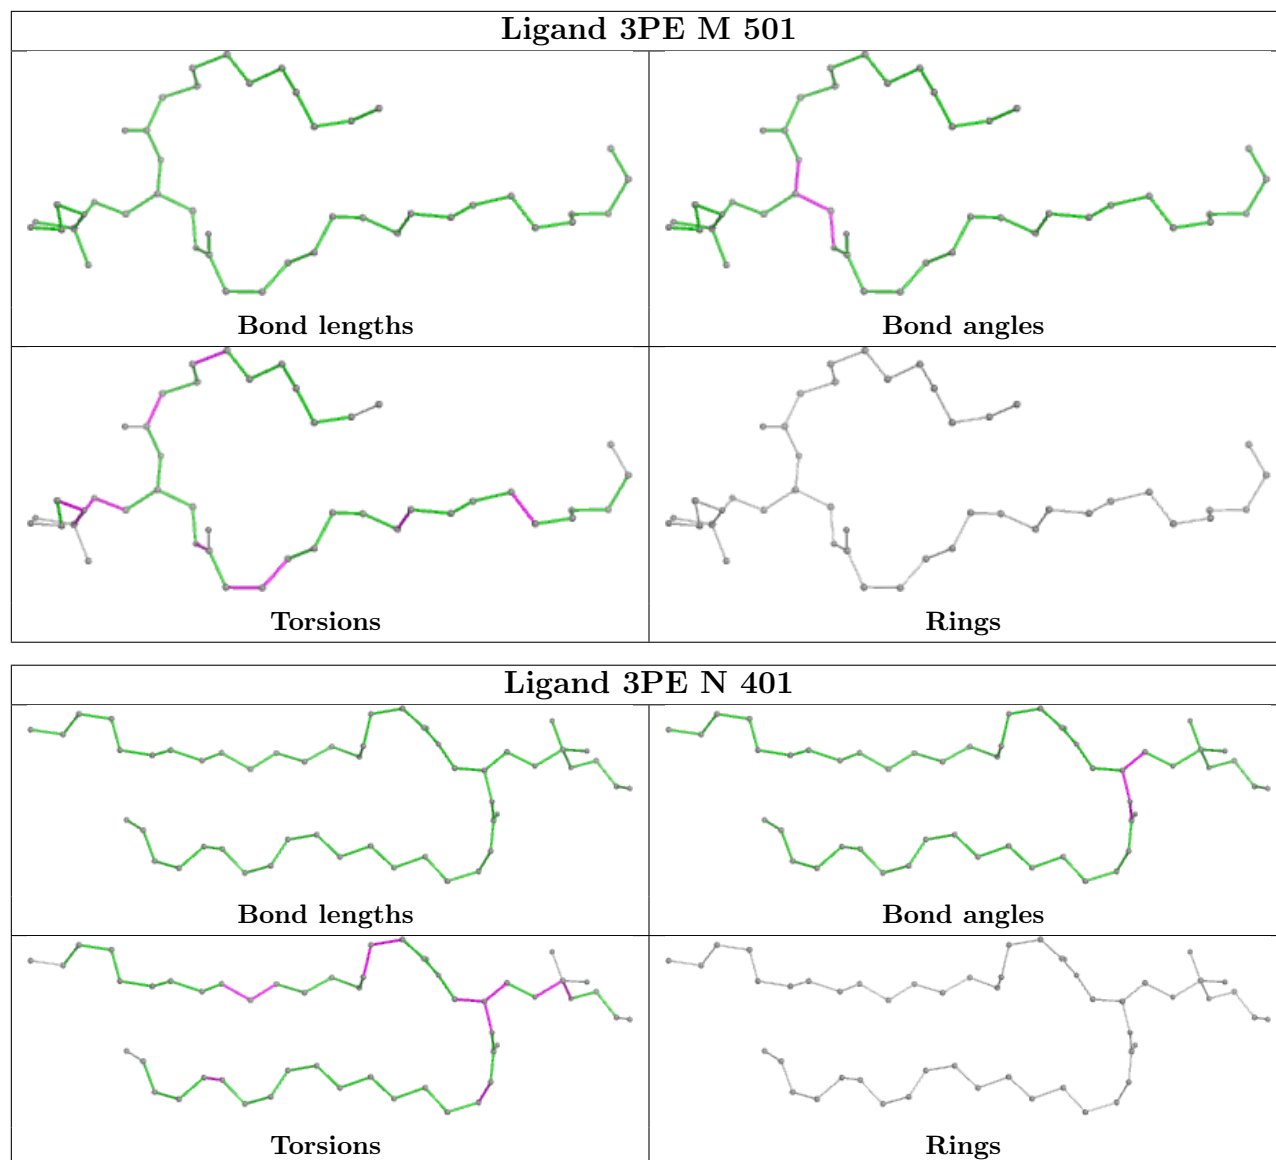 Ligand 3PE M 501
Bond lengths
Bond angles
Torsions
Rings
Ligand 3PE N 401
Bond lengths
Bond angles
Torsions
Rings